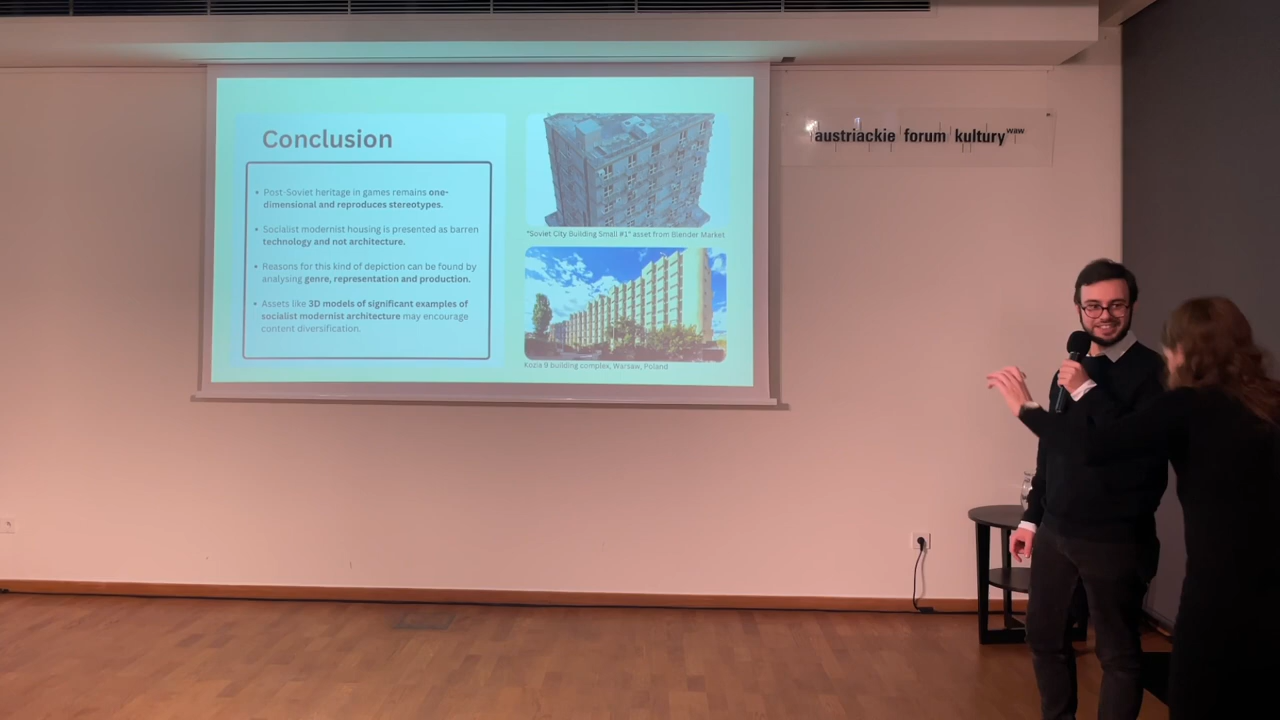 Conclusion
• Post-Soviet heritage in games remains one-
dimensional and reproduces stereotypes.
• Socialist modernist housing is presented as barren
technology and not architecture.
• Reasons for this kind of depiction can be found by
analysing genre, representation and production.
• Assets like 3D models of significant examples of
socialist modernist architecture may encourage
content diversification.
"Soviet City Building Small #1" asset from Blender Market
Kozia 9 building complex, Warsaw, Poland
austriackie forum kultury waw